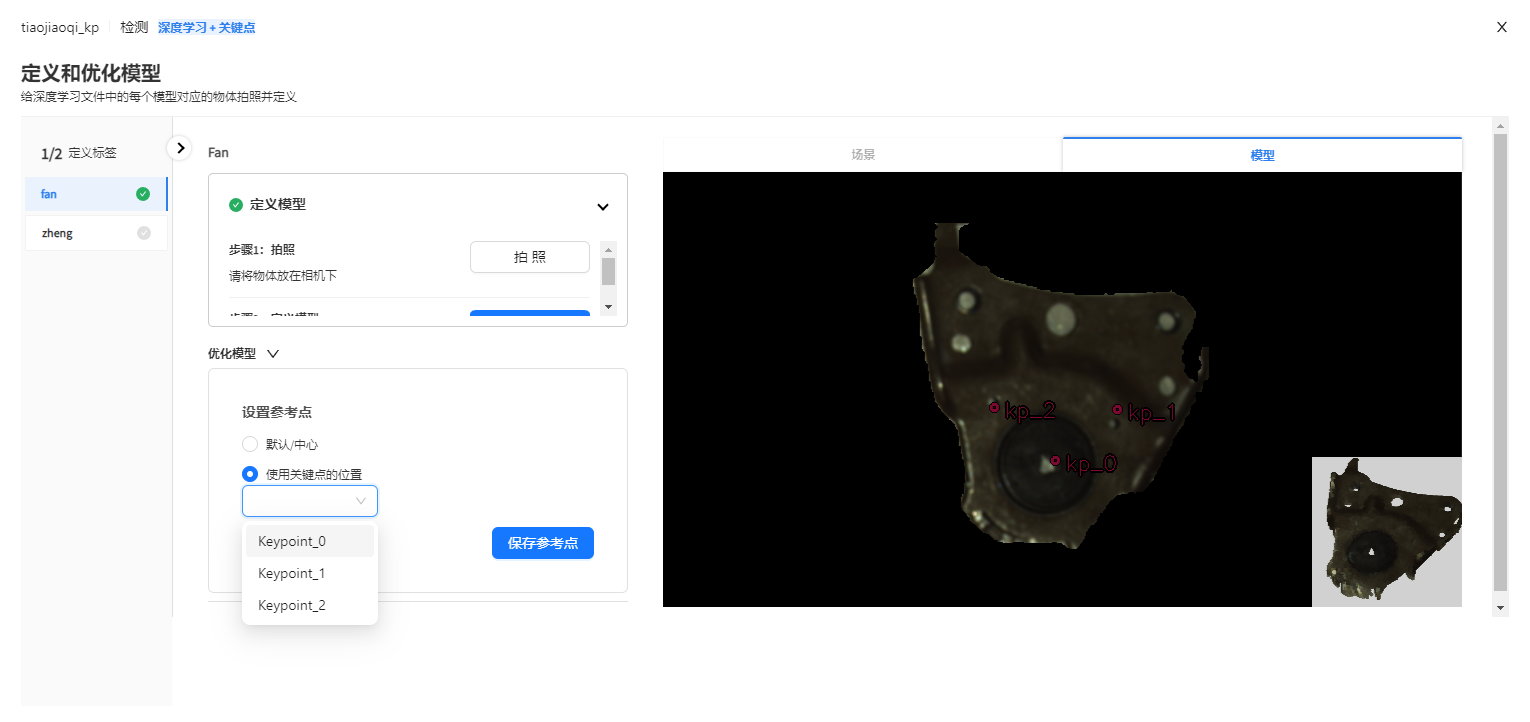 tiaojiaoqi_kp 检测 深度学习+关键点 X
定义和优化模型
给深度学习文件中的每个模型对应的物体拍照并定义
1/2 定义标签
fan
zheng
Fan
定义模型
步骤1：拍照
请将物体放在相机下
拍 照
优化模型
设置参考点
默认/中心
使用关键点的位置
Keypoint_0
Keypoint_1
Keypoint_2
保存参考点
场景
模型
kp_2
kp_1
kp_0